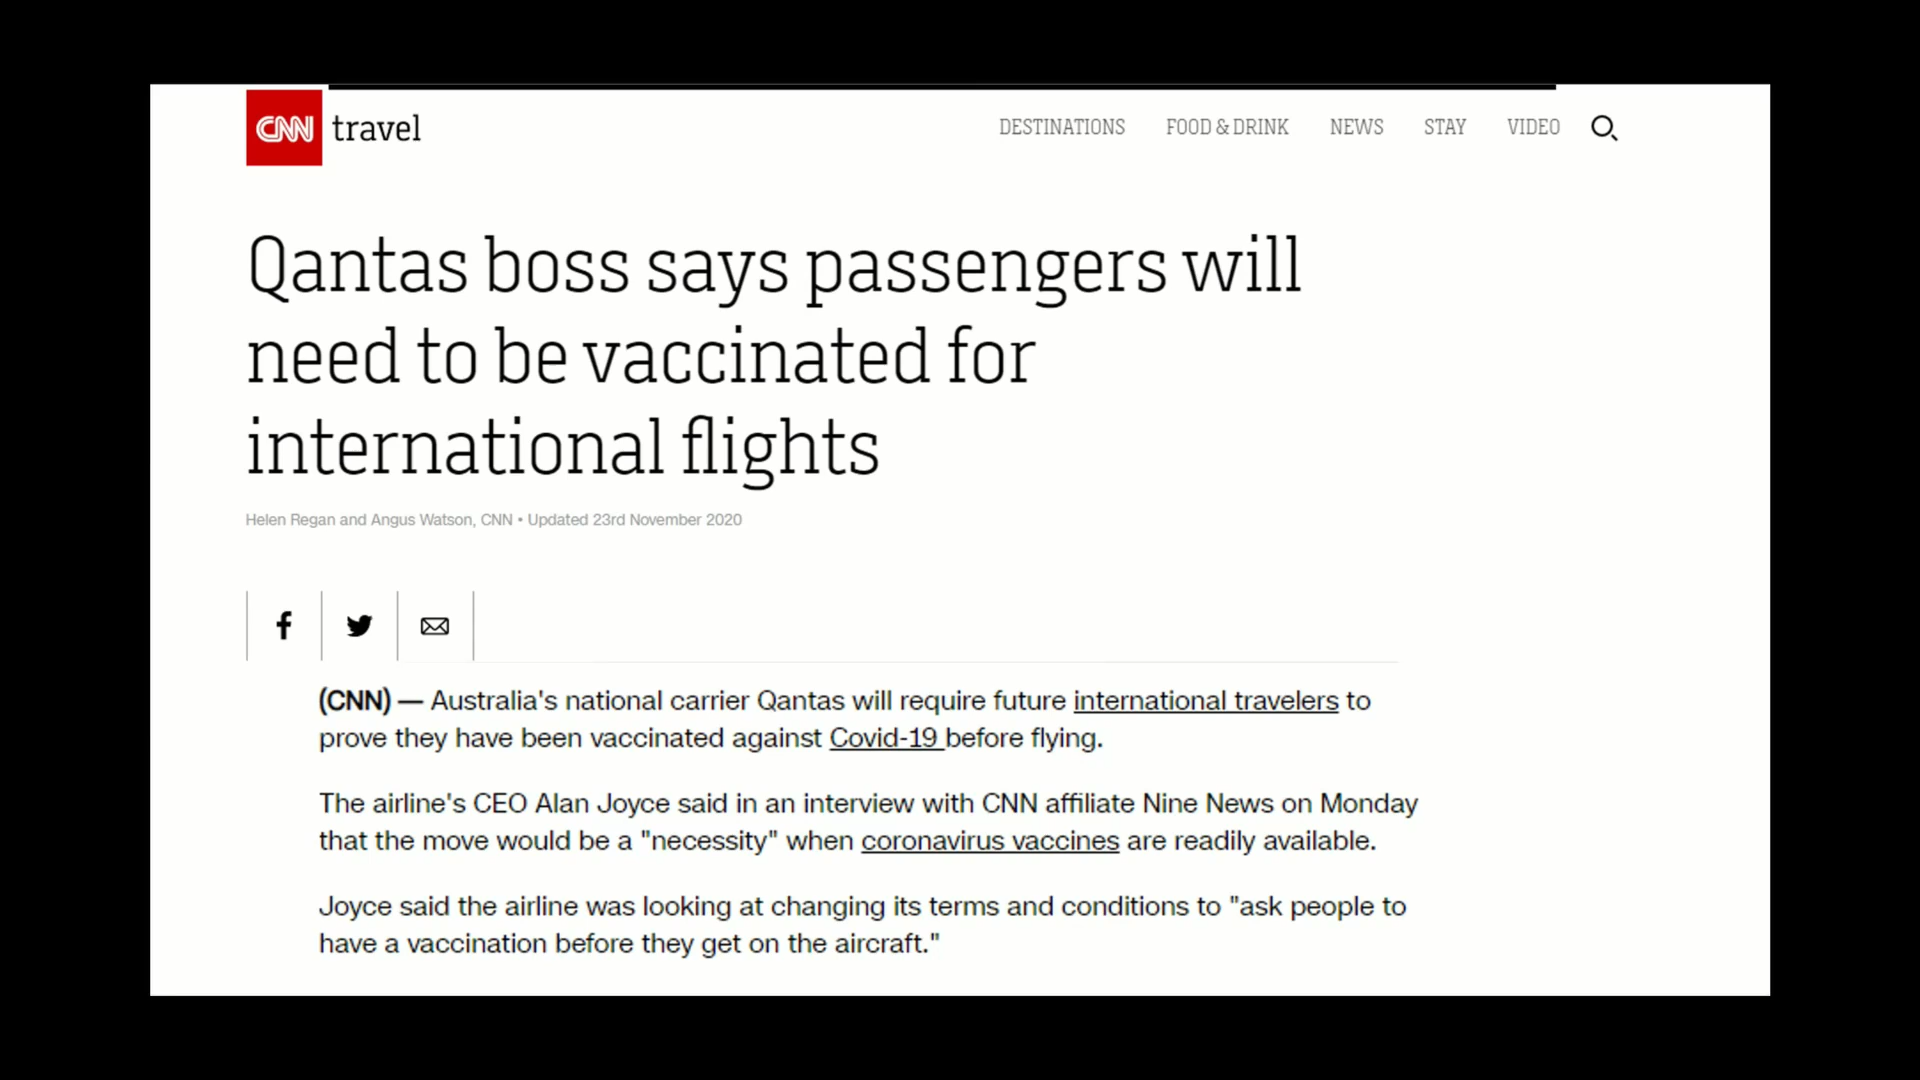 CNN travel
DESTINATIONS FOOD & DRINK NEWS STAY VIDEO
Qantas boss says passengers will
need to be vaccinated for
international flights
Helen Regan and Angus Watson, CNN • Updated 23rd November 2020
(CNN) — Australia's national carrier Qantas will require future international travelers to
prove they have been vaccinated against Covid-19 before flying.
The airline's CEO Alan Joyce said in an interview with CNN affiliate Nine News on Monday
that the move would be a "necessity" when coronavirus vaccines are readily available.
Joyce said the airline was looking at changing its terms and conditions to "ask people to
have a vaccination before they get on the aircraft."